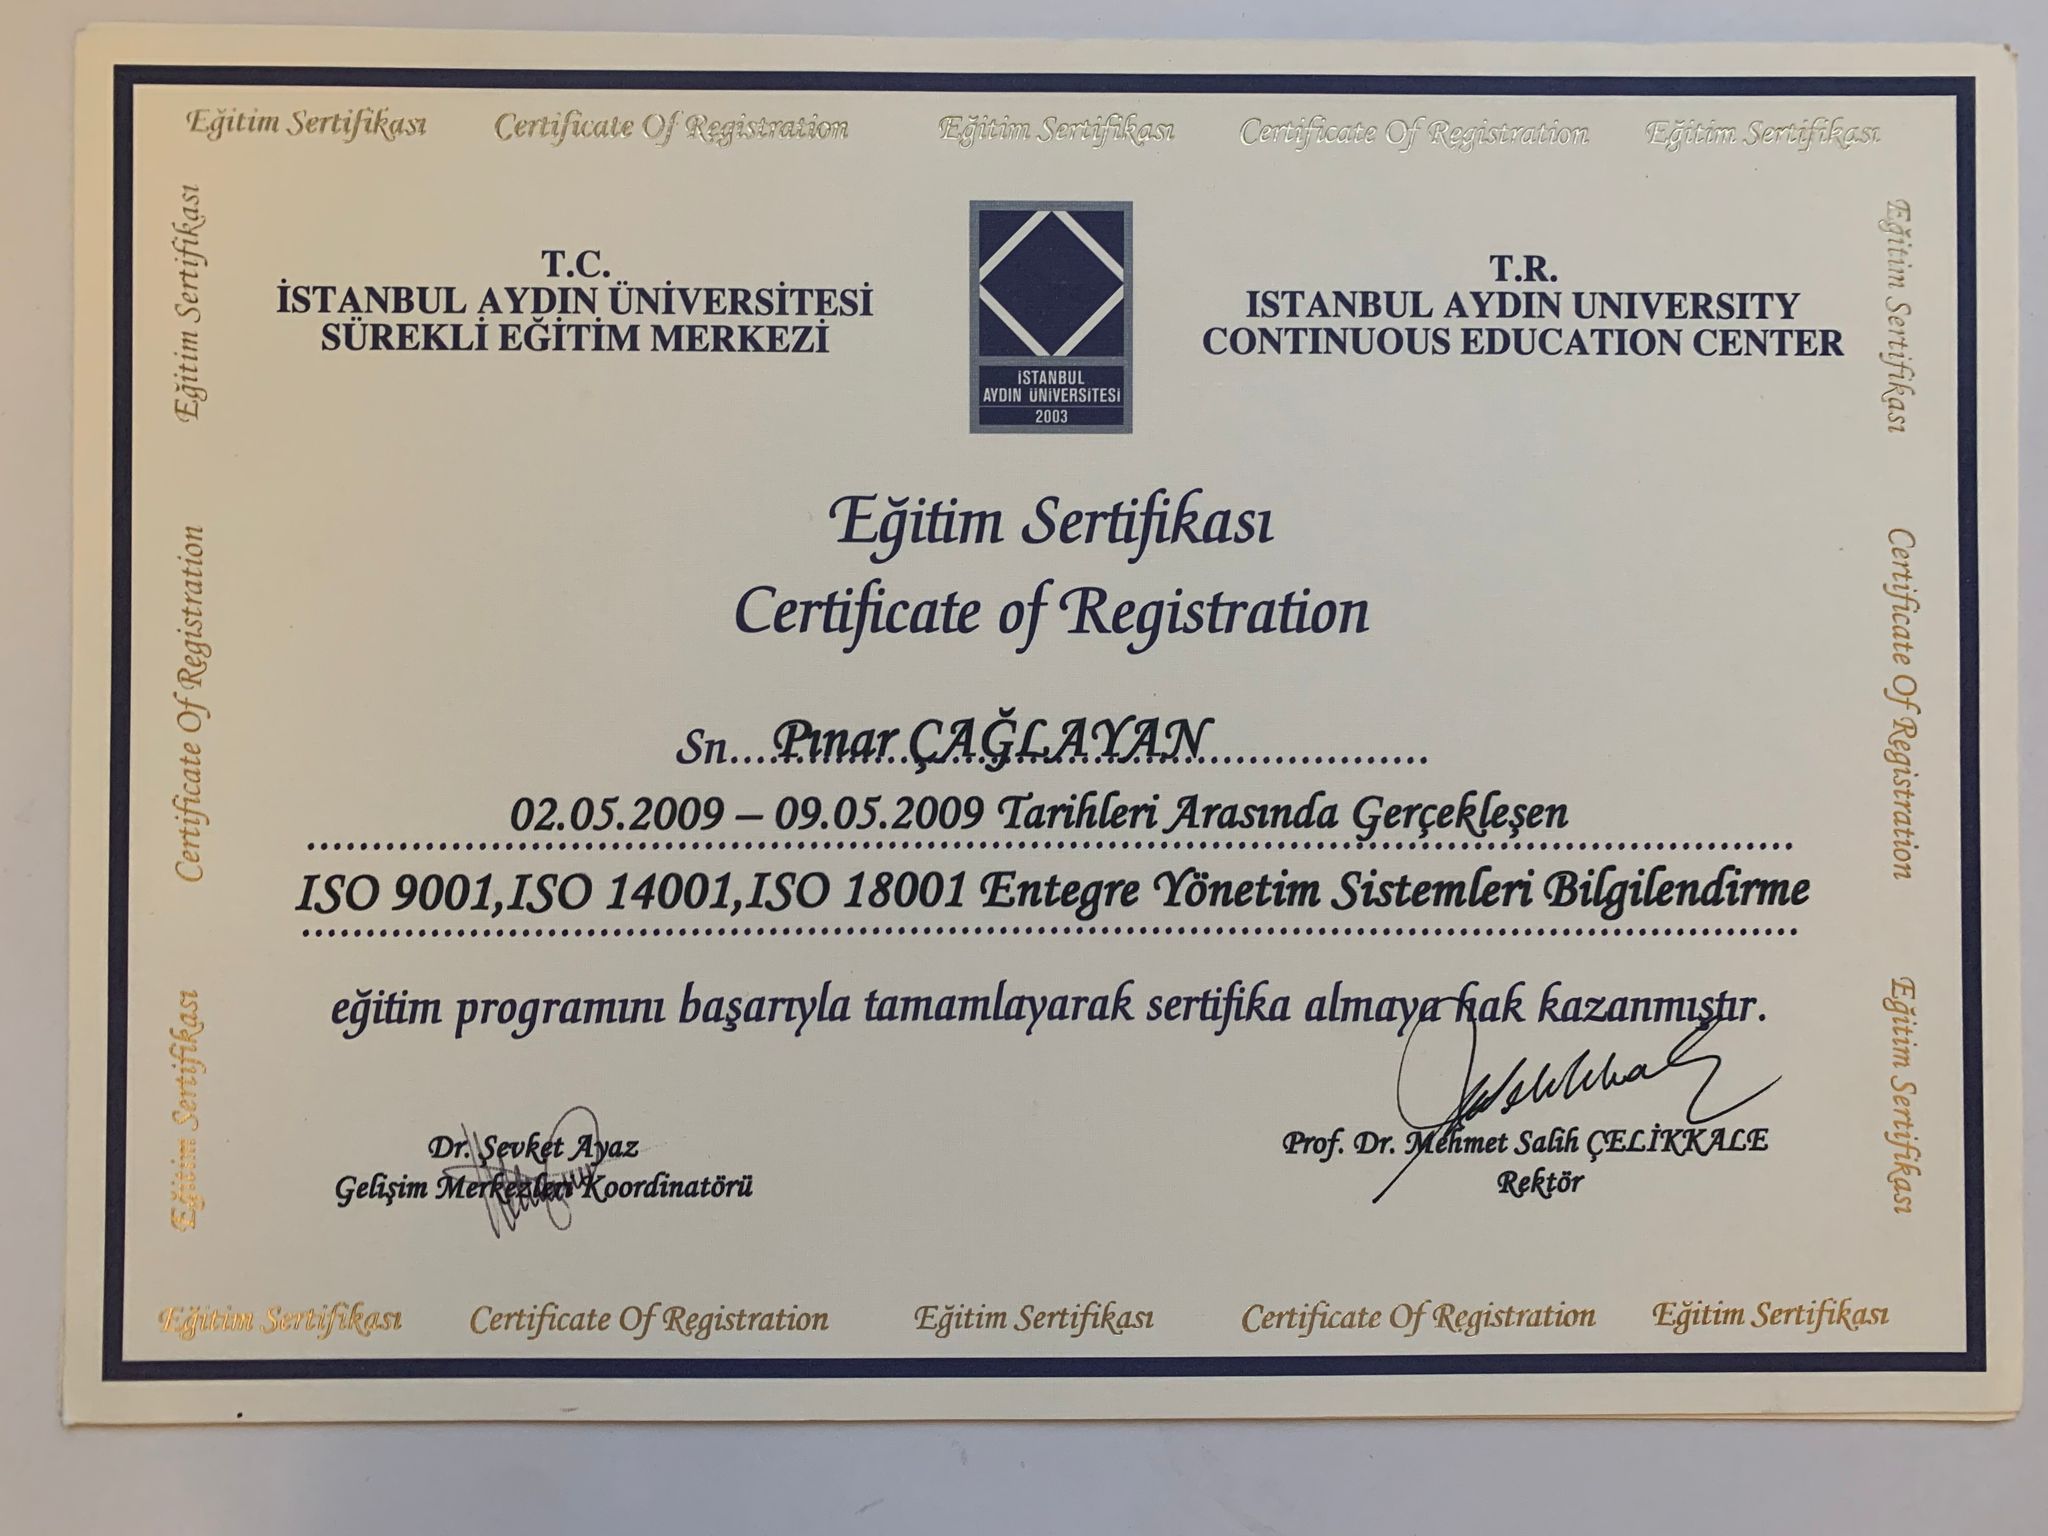 Eğitim Sertifikası Certificate Of Registration Eğitim Sertifikası Certificate Of Registration Eğitim Sertifikası
T.C.
İSTANBUL AYDIN ÜNİVERSİTESİ
SÜREKLİ EĞİTİM MERKEZİ
İSTANBUL
AYDIN ÜNİVERSİTESİ
2003
T.R.
ISTANBUL AYDIN UNIVERSITY
CONTINUOUS EDUCATION CENTER
Eğitim Sertifikası
Certificate of Registration
Sn....Pınar ÇAĞLAYAN....................
02.05.2009 – 09.05.2009 Tarihleri Arasında Gerçekleşen
ISO 9001,ISO 14001,ISO 18001 Entegre Yönetim Sistemleri Bilgilendirme
eğitim programını başarıyla tamamlayarak sertifika almaya hak kazanmıştır.
Dr. Şevket Ayaz
Gelişim Merkezleri Koordinatörü
Prof. Dr. Mehmet Salih ÇELİKKALE
Rektör
Eğitim Sertifikası
Certificate Of Registration
Eğitim Sertifikası
Eğitim Sertifikası
Certificate Of Registration
Eğitim Sertifikası
Eğitim Sertifikası Certificate Of Registration Eğitim Sertifikası Certificate Of Registration Eğitim Sertifikası